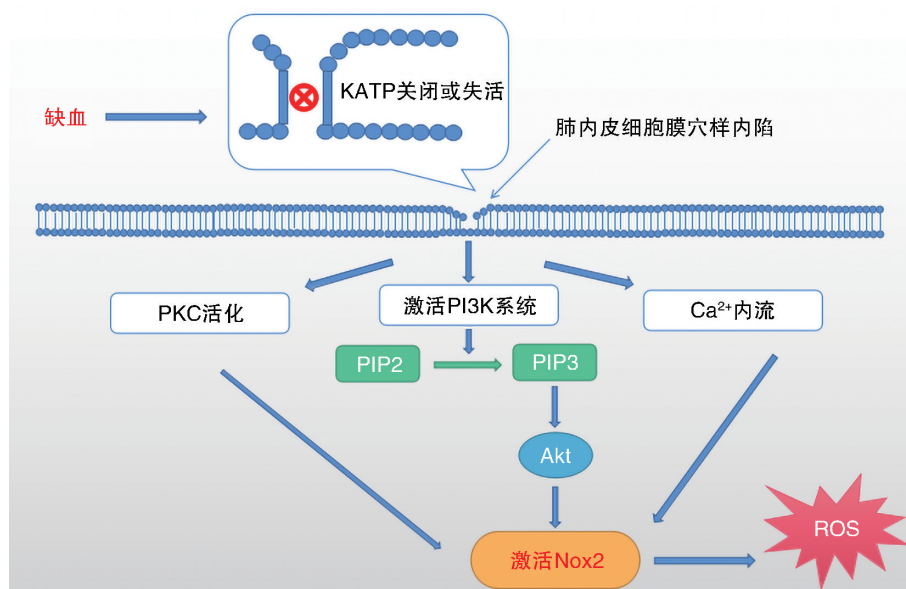 KATP关闭或失活
缺血
肺内皮细胞膜穴样内陷
PKC活化
激活PI3K系统
Ca²⁺内流
PIP2
PIP3
Akt
激活Nox2
ROS